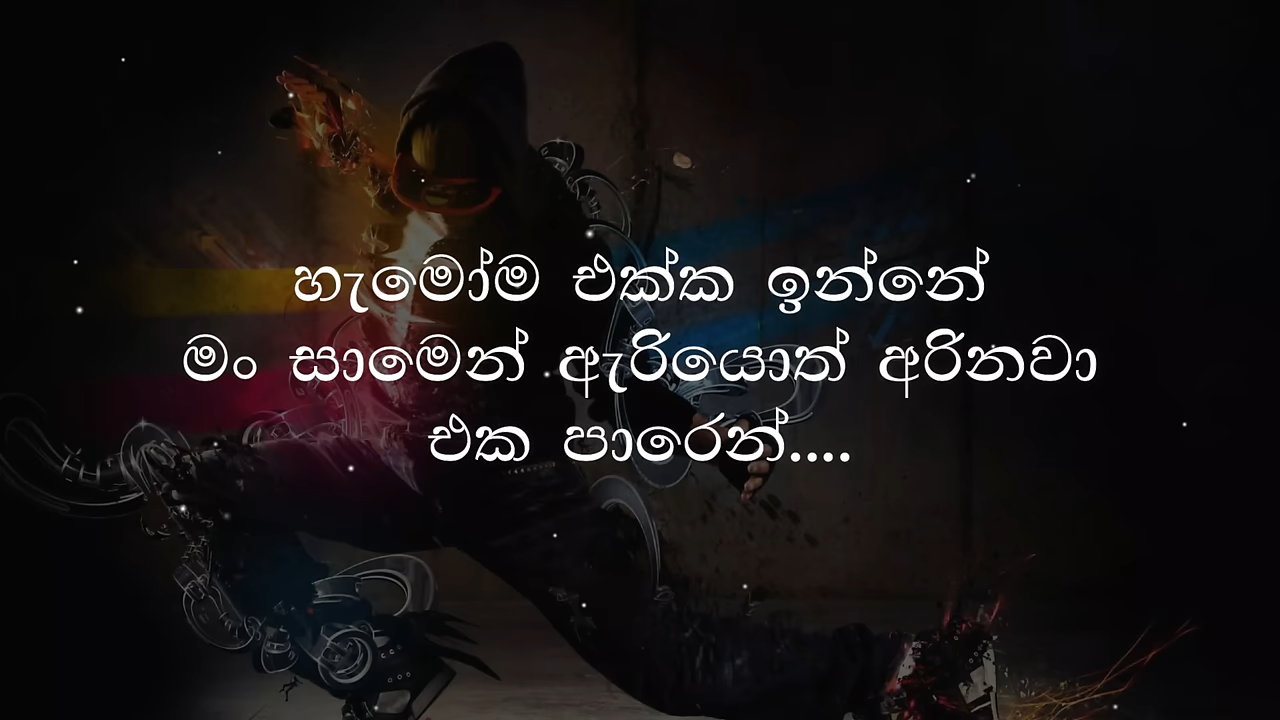 හැමෝම එක්ක ඉන්නේ
මං සාමෙන් ඇරියොත් අරිනවා
එක පාරෙන්....